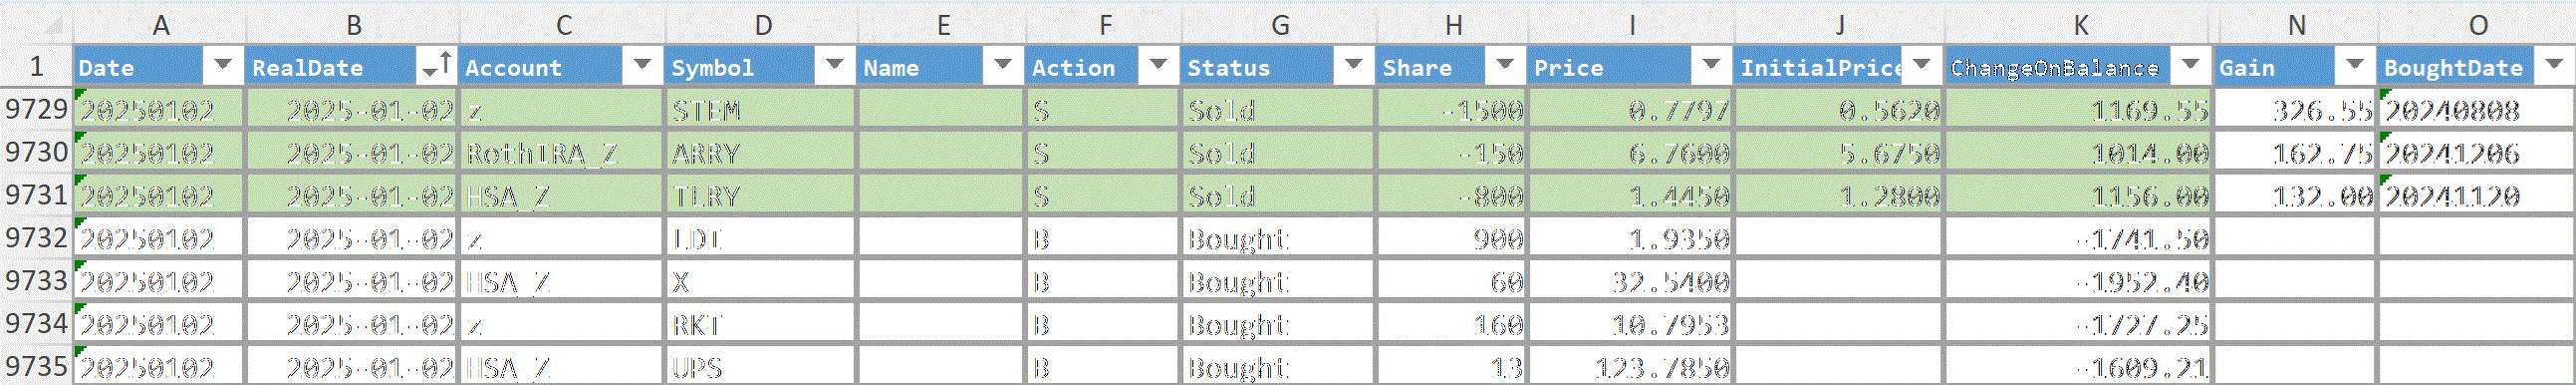 A B C D E F G H I J K N O
1 Date RealDate Account Symbol Name Action Status Share Price InitialPrice ChangeOnBalance Gain BoughtDate
9729 20250102 2025-01-02 z STEM S Sold -1500 0.7797 0.5620 1169.55 326.55 20240808
9730 20250102 2025-01-02 RothIRA_Z ARRY S Sold -150 6.7600 5.6750 1014.00 162.75 20241206
9731 20250102 2025-01-02 HSA_Z TLRY S Sold -800 1.4450 1.2800 1156.00 132.00 20241120
9732 20250102 2025-01-02 z LDI B Bought 900 1.9350 -1741.50
9733 20250102 2025-01-02 HSA_Z X B Bought 60 32.5400 -1952.40
9734 20250102 2025-01-02 z RKT B Bought 160 10.7953 -1727.25
9735 20250102 2025-01-02 HSA_Z UPS B Bought 13 123.7850 -1609.21